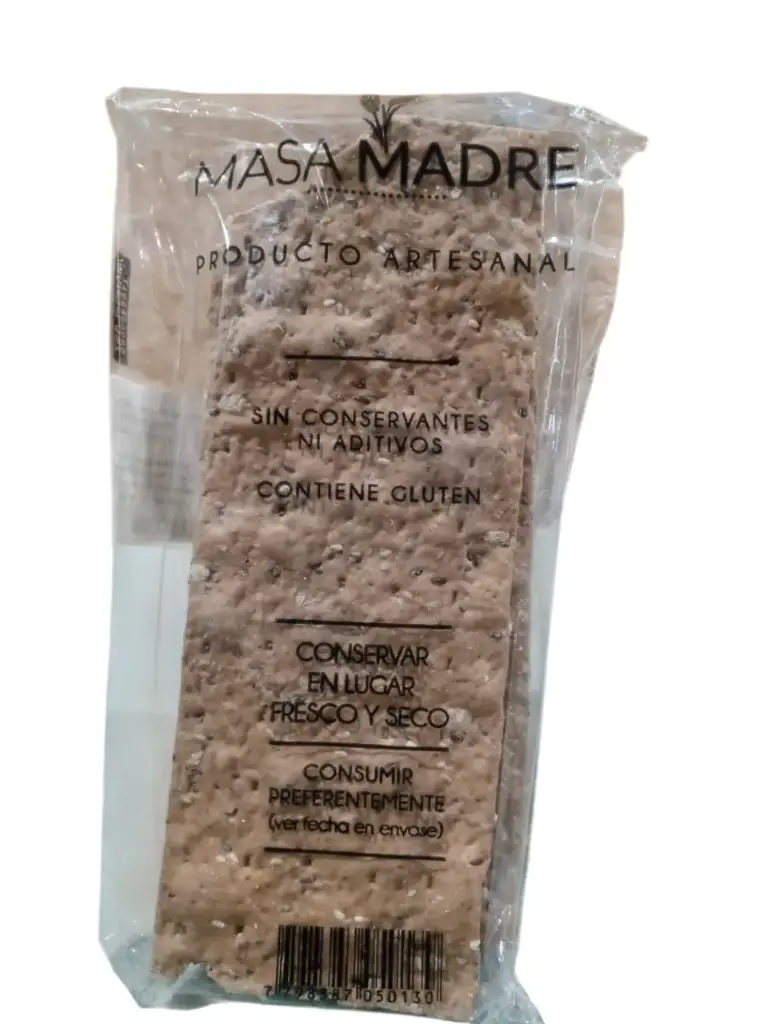 MASA MADRE
PRODUCTO ARTESANAL
SIN CONSERVANTES
NI ADITIVOS
CONTIENE GLUTEN
CONSERVAR
EN LUGAR
FRESCO Y SECO
CONSUMIR
PREFERENTEMENTE
(ver fecha en envase)